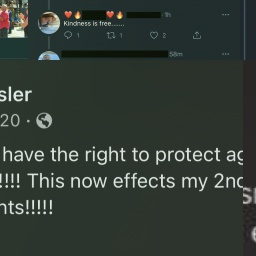 1h
Kindness is free......
1
1
2
58m
sler
20 ·
have the right to protect ag
!!!! This now effects my 2nd
nts!!!!!